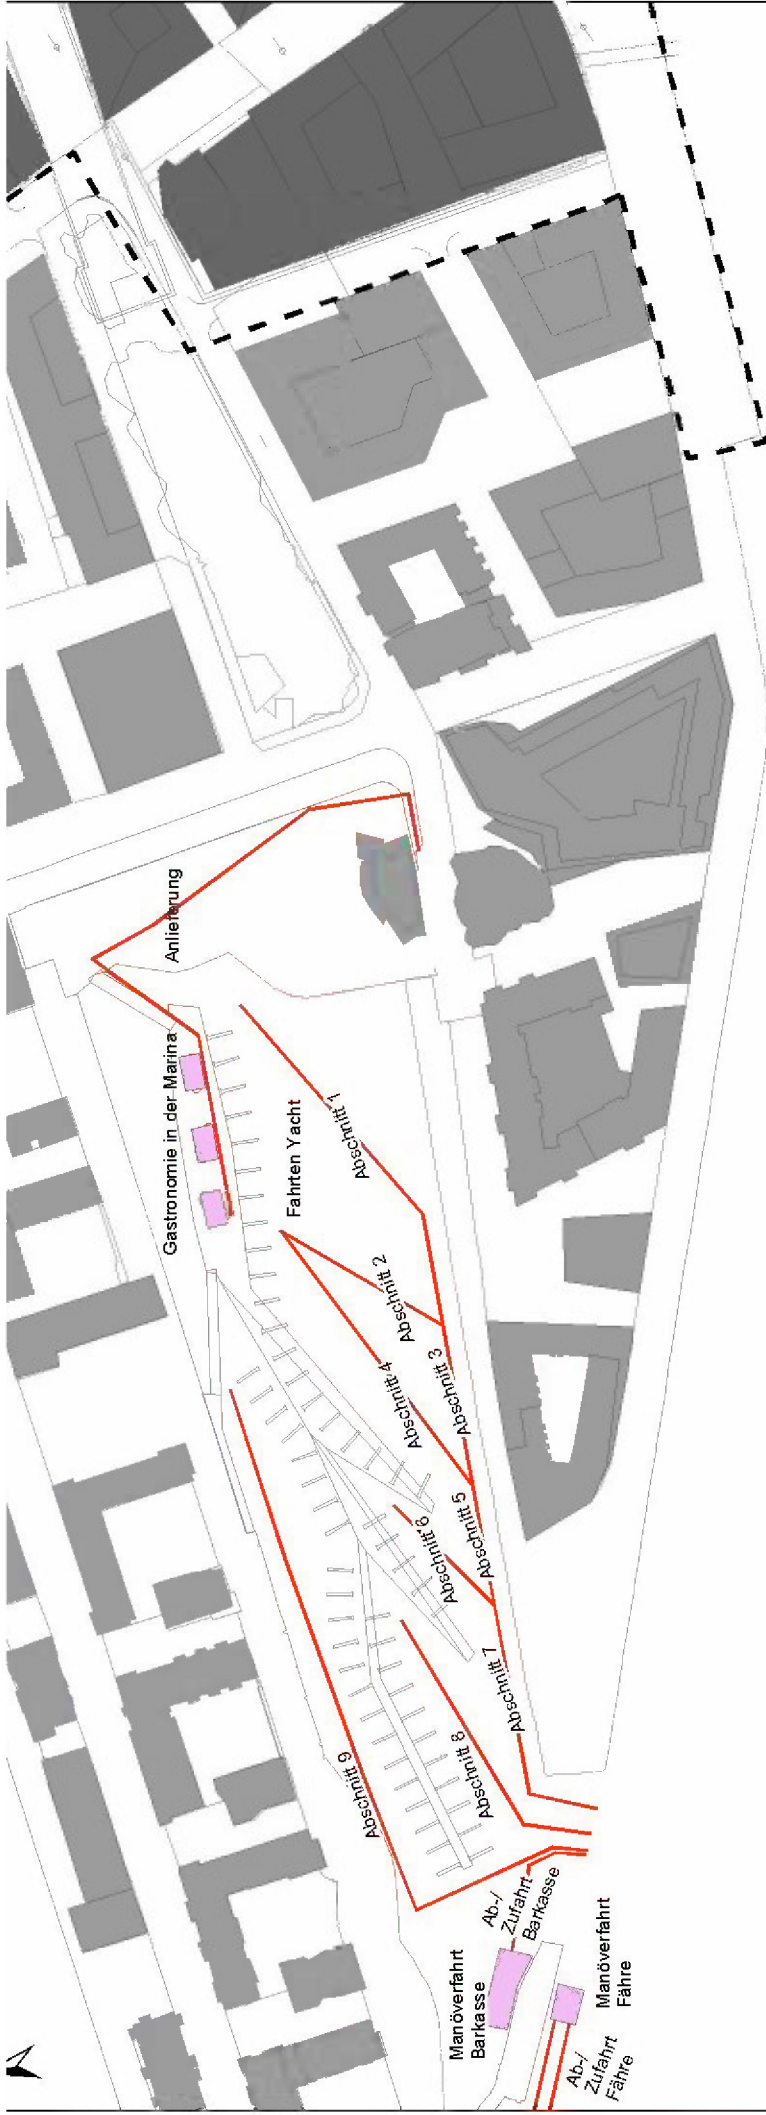 Anlieferung
Gastronomie in der Marina
Fahrten Yacht
Abschnitt 1
Abschnitt 2
Abschnitt 3
Abschnitt 4
Abschnitt 5
Abschnitt 6
Abschnitt 7
Abschnitt 8
Abschnitt 9
Ab-/
Zufahrt
Barkasse
Manöverfahrt
Barkasse
Manöverfahrt
Fähre
Ab-/
Zufahrt
Fähre